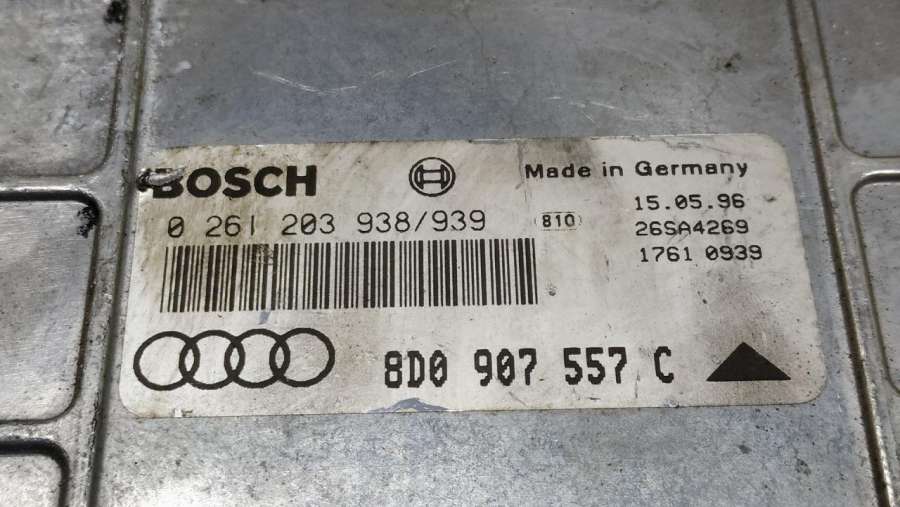 BOSCH
Made in Germany
0 261 203 938/939
(810)
15.05.96
26SA4269
1761 0939
8D0 907 557 C